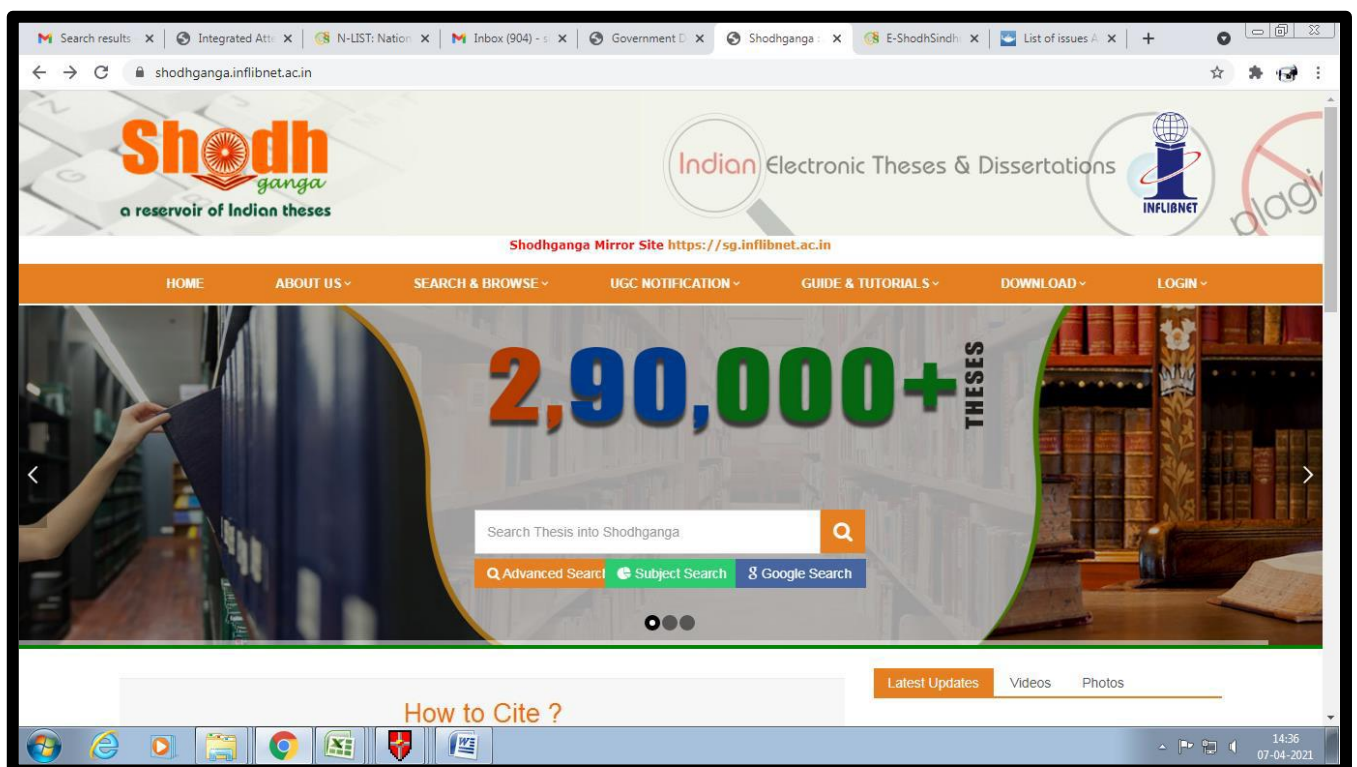 Search results -
Integrated Atte
N-LIST: Nation
Inbox (904) - s
Government D
Shodhganga :
E-ShodhSindh
List of issues A
shodhganga.inflibnet.ac.in
Shodh
ganga
a reservoir of Indian theses
Indian Electronic Theses & Dissertations
INFLIBNET
plagi
Shodhganga Mirror Site https://sg.inflibnet.ac.in
HOME ABOUT US SEARCH & BROWSE UGC NOTIFICATION GUIDE & TUTORIALS DOWNLOAD LOGIN
2,90,000+ THESES
Search Thesis into Shodhganga
Advanced Search Subject Search Google Search
Latest Updates Videos Photos
How to Cite ?
14:36
07-04-2021